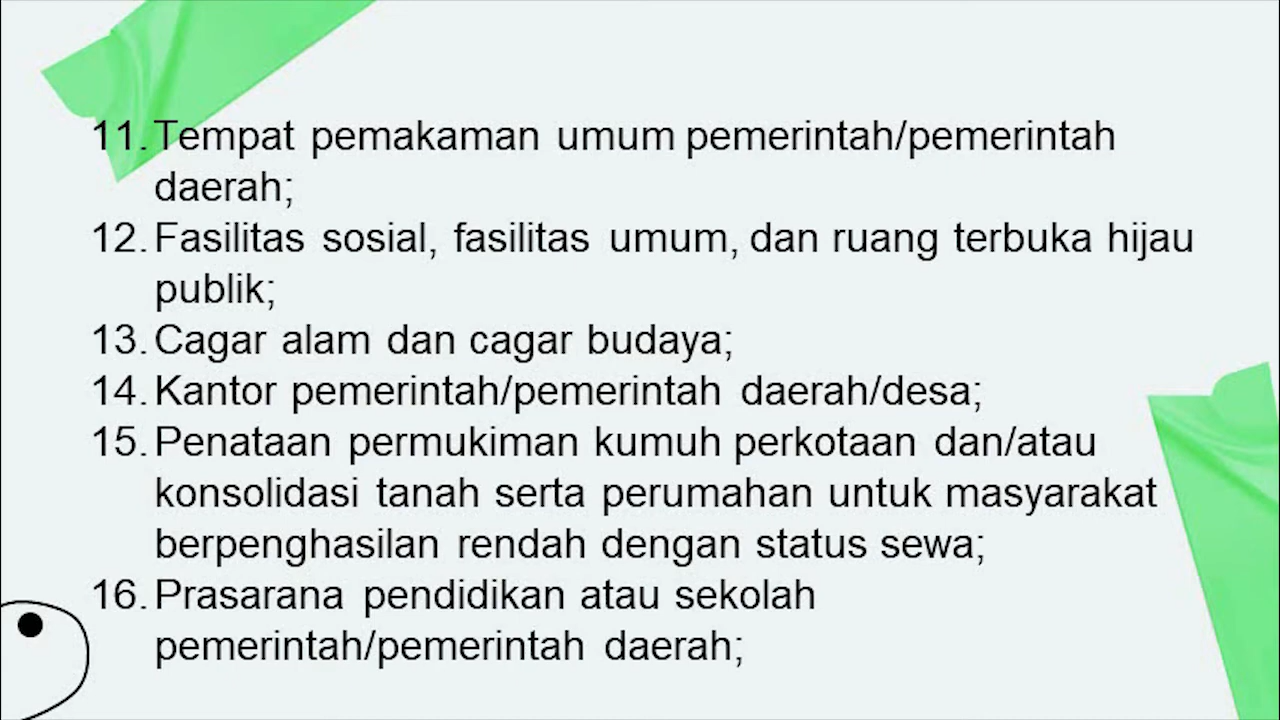 11. Tempat pemakaman umum pemerintah/pemerintah
daerah;
12. Fasilitas sosial, fasilitas umum, dan ruang terbuka hijau
publik;
13. Cagar alam dan cagar budaya;
14. Kantor pemerintah/pemerintah daerah/desa;
15. Penataan permukiman kumuh perkotaan dan/atau
konsolidasi tanah serta perumahan untuk masyarakat
berpenghasilan rendah dengan status sewa;
16. Prasarana pendidikan atau sekolah
pemerintah/pemerintah daerah;